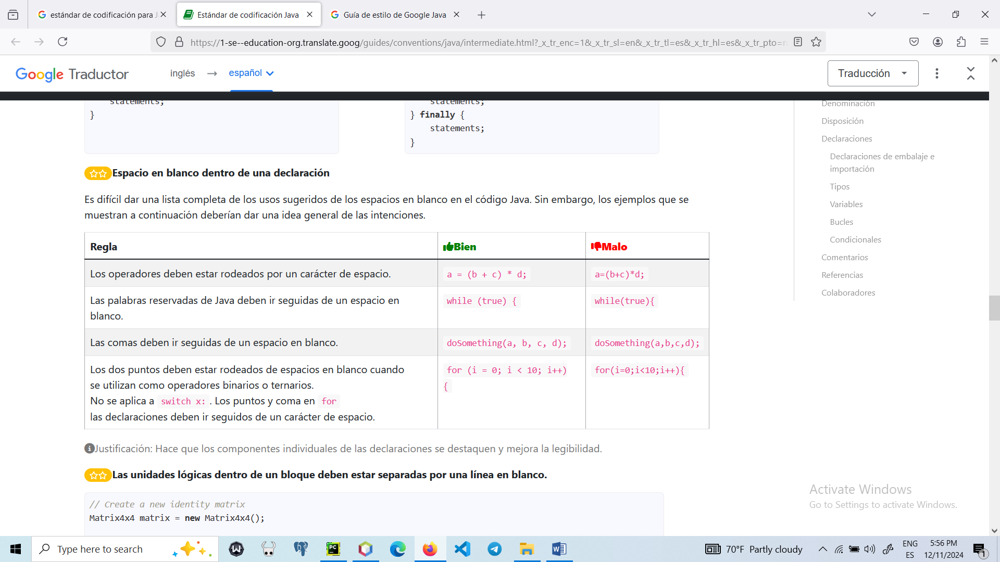 estándar de codificación para J
Estándar de codificación Java
Guía de estilo de Google Java
https://1-se--education-org.translate.goog/guides/conventions/java/intermediate.html?_x_tr_enc=1&_x_tr_sl=en&_x_tr_tl=es&_x_tr_hl=es&_x_tr_pto=
Google Traductor
inglés → español
Traducción
statements;
}
statements;
} finally {
statements;
}
Denominación
Disposición
Declaraciones
Declaraciones de embalaje e
importación
Tipos
Variables
Bucles
Condicionales
Comentarios
Referencias
Colaboradores
Espacio en blanco dentro de una declaración
Es difícil dar una lista completa de los usos sugeridos de los espacios en blanco en el código Java. Sin embargo, los ejemplos que se
muestran a continuación deberían dar una idea general de las intenciones.
Regla Bien Malo
Los operadores deben estar rodeados por un carácter de espacio. a = (b + c) * d; a=(b+c)*d;
Las palabras reservadas de Java deben ir seguidas de un espacio en
blanco.
while (true) { while(true){
Las comas deben ir seguidas de un espacio en blanco. doSomething(a, b, c, d); doSomething(a,b,c,d);
Los dos puntos deben estar rodeados de espacios en blanco cuando
se utilizan como operadores binarios o ternarios.
No se aplica a switch x: . Los puntos y coma en for
las declaraciones deben ir seguidos de un carácter de espacio.
for (i = 0; i < 10; i++)
{
for(i=0;i<10;i++){
Justificación: Hace que los componentes individuales de las declaraciones se destaquen y mejora la legibilidad.
Las unidades lógicas dentro de un bloque deben estar separadas por una línea en blanco.
// Create a new identity matrix
Matrix4x4 matrix = new Matrix4x4();
Activate Windows
Go to Settings to activate Windows.
Type here to search
PC
70°F Partly cloudy
ENG
ES
5:56 PM
12/11/2024
1